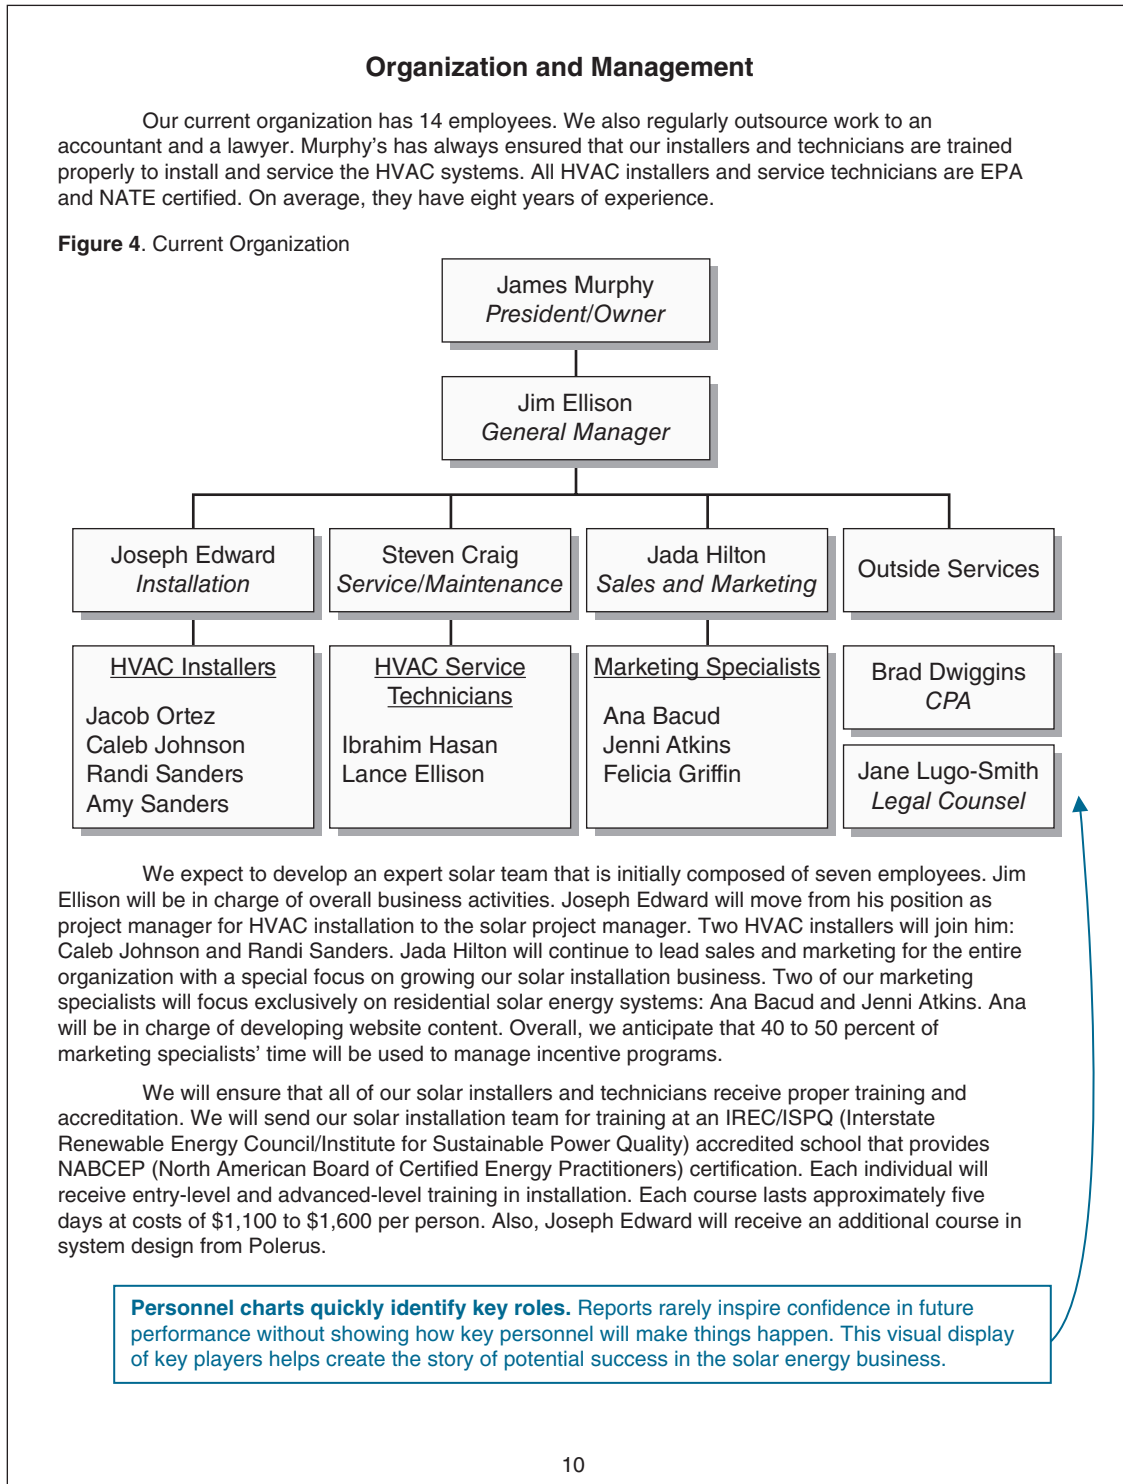 Organization and Management
Our current organization has 14 employees. We also regularly outsource work to an
accountant and a lawyer. Murphy's has always ensured that our installers and technicians are trained
properly to install and service the HVAC systems. All HVAC installers and service technicians are EPA
and NATE certified. On average, they have eight years of experience.
Figure 4. Current Organization
James Murphy
President/Owner
Jim Ellison
General Manager
Joseph Edward
Installation
Steven Craig
Service/Maintenance
Jada Hilton
Sales and Marketing
Outside Services
HVAC Installers
Jacob Ortez
Caleb Johnson
Randi Sanders
Amy Sanders
HVAC Service
Technicians
Ibrahim Hasan
Lance Ellison
Marketing Specialists
Ana Bacud
Jenni Atkins
Felicia Griffin
Brad Dwiggins
CPA
Jane Lugo-Smith
Legal Counsel
We expect to develop an expert solar team that is initially composed of seven employees. Jim
Ellison will be in charge of overall business activities. Joseph Edward will move from his position as
project manager for HVAC installation to the solar project manager. Two HVAC installers will join him:
Caleb Johnson and Randi Sanders. Jada Hilton will continue to lead sales and marketing for the entire
organization with a special focus on growing our solar installation business. Two of our marketing
specialists will focus exclusively on residential solar energy systems: Ana Bacud and Jenni Atkins. Ana
will be in charge of developing website content. Overall, we anticipate that 40 to 50 percent of
marketing specialists' time will be used to manage incentive programs.
We will ensure that all of our solar installers and technicians receive proper training and
accreditation. We will send our solar installation team for training at an IREC/ISPQ (Interstate
Renewable Energy Council/Institute for Sustainable Power Quality) accredited school that provides
NABCEP (North American Board of Certified Energy Practitioners) certification. Each individual will
receive entry-level and advanced-level training in installation. Each course lasts approximately five
days at costs of $1,100 to $1,600 per person. Also, Joseph Edward will receive an additional course in
system design from Polerus.
Personnel charts quickly identify key roles. Reports rarely inspire confidence in future
performance without showing how key personnel will make things happen. This visual display
of key players helps create the story of potential success in the solar energy business.
10